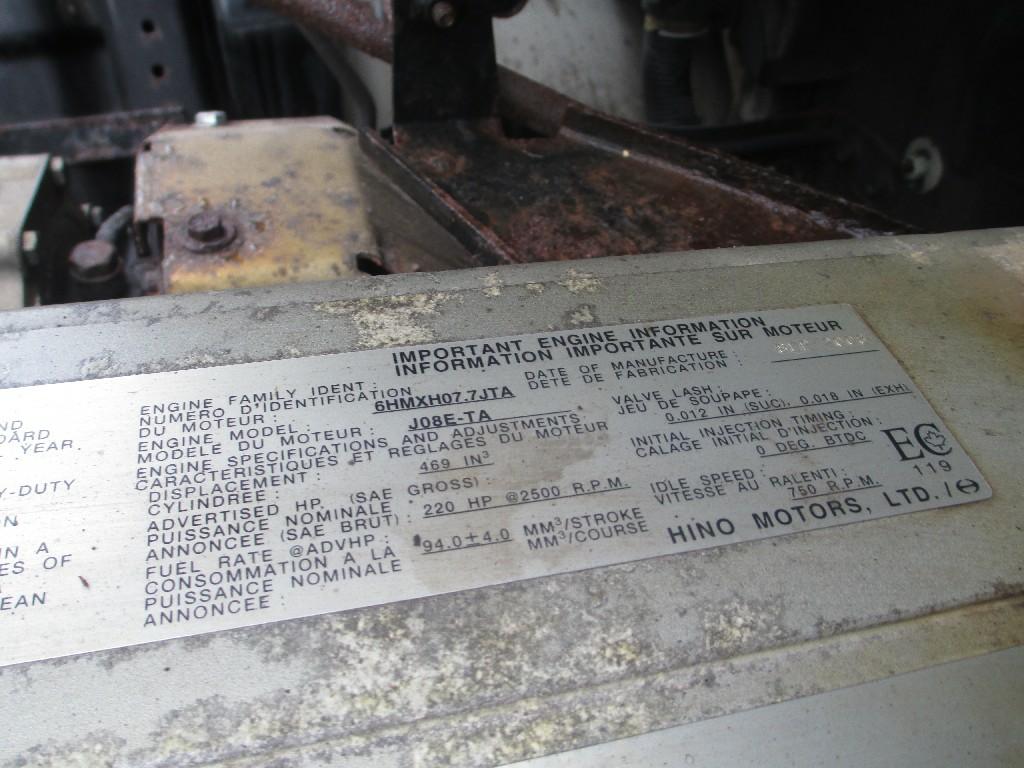 ND
DARD
YEAR.
Y-DUTY
ON
IN A
ES OF
EAN
IMPORTANT ENGINE INFORMATION
INFORMATION IMPORTANTE SUR MOTEUR
ENGINE FAMILY IDENT:
NUMERO D'IDENTIFICATION
DU MOTEUR: 6HMXH07.7JTA
ENGINE MODEL:
MODELE DU MOTEUR: J08E-TA
ENGINE SPECIFICATIONS AND ADJUSTMENTS
CARACTERISTIQUES ET REGLAGES DU MOTEUR
DISPLACEMENT:
CYLINDREE: 469 IN³
ADVERTISED HP. (SAE GROSS):
PUISSANCE NOMINALE
ANNONCEE (SAE BRUT): 220 HP @2500 R.P.M.
FUEL RATE @ADVHP:
CONSOMMATION A LA
PUISSANCE NOMINALE
ANNONCEE:
94.0±4.0 MM³/STROKE
MM³/COURSE
DATE OF MANUFACTURE:
DETE DE FABRICATION:
VALVE LASH:
JEU DE SOUPAPE:
0.012 IN (SUC), 0.018 IN (EXH)
INITIAL INJECTION TIMING:
CALAGE INITIAL D'INJECTION:
0 DEG. BTDC
IDLE SPEED:
VITESSE AU RALENTI:
750 R.P.M.
EC
119
HINO MOTORS, LTD./